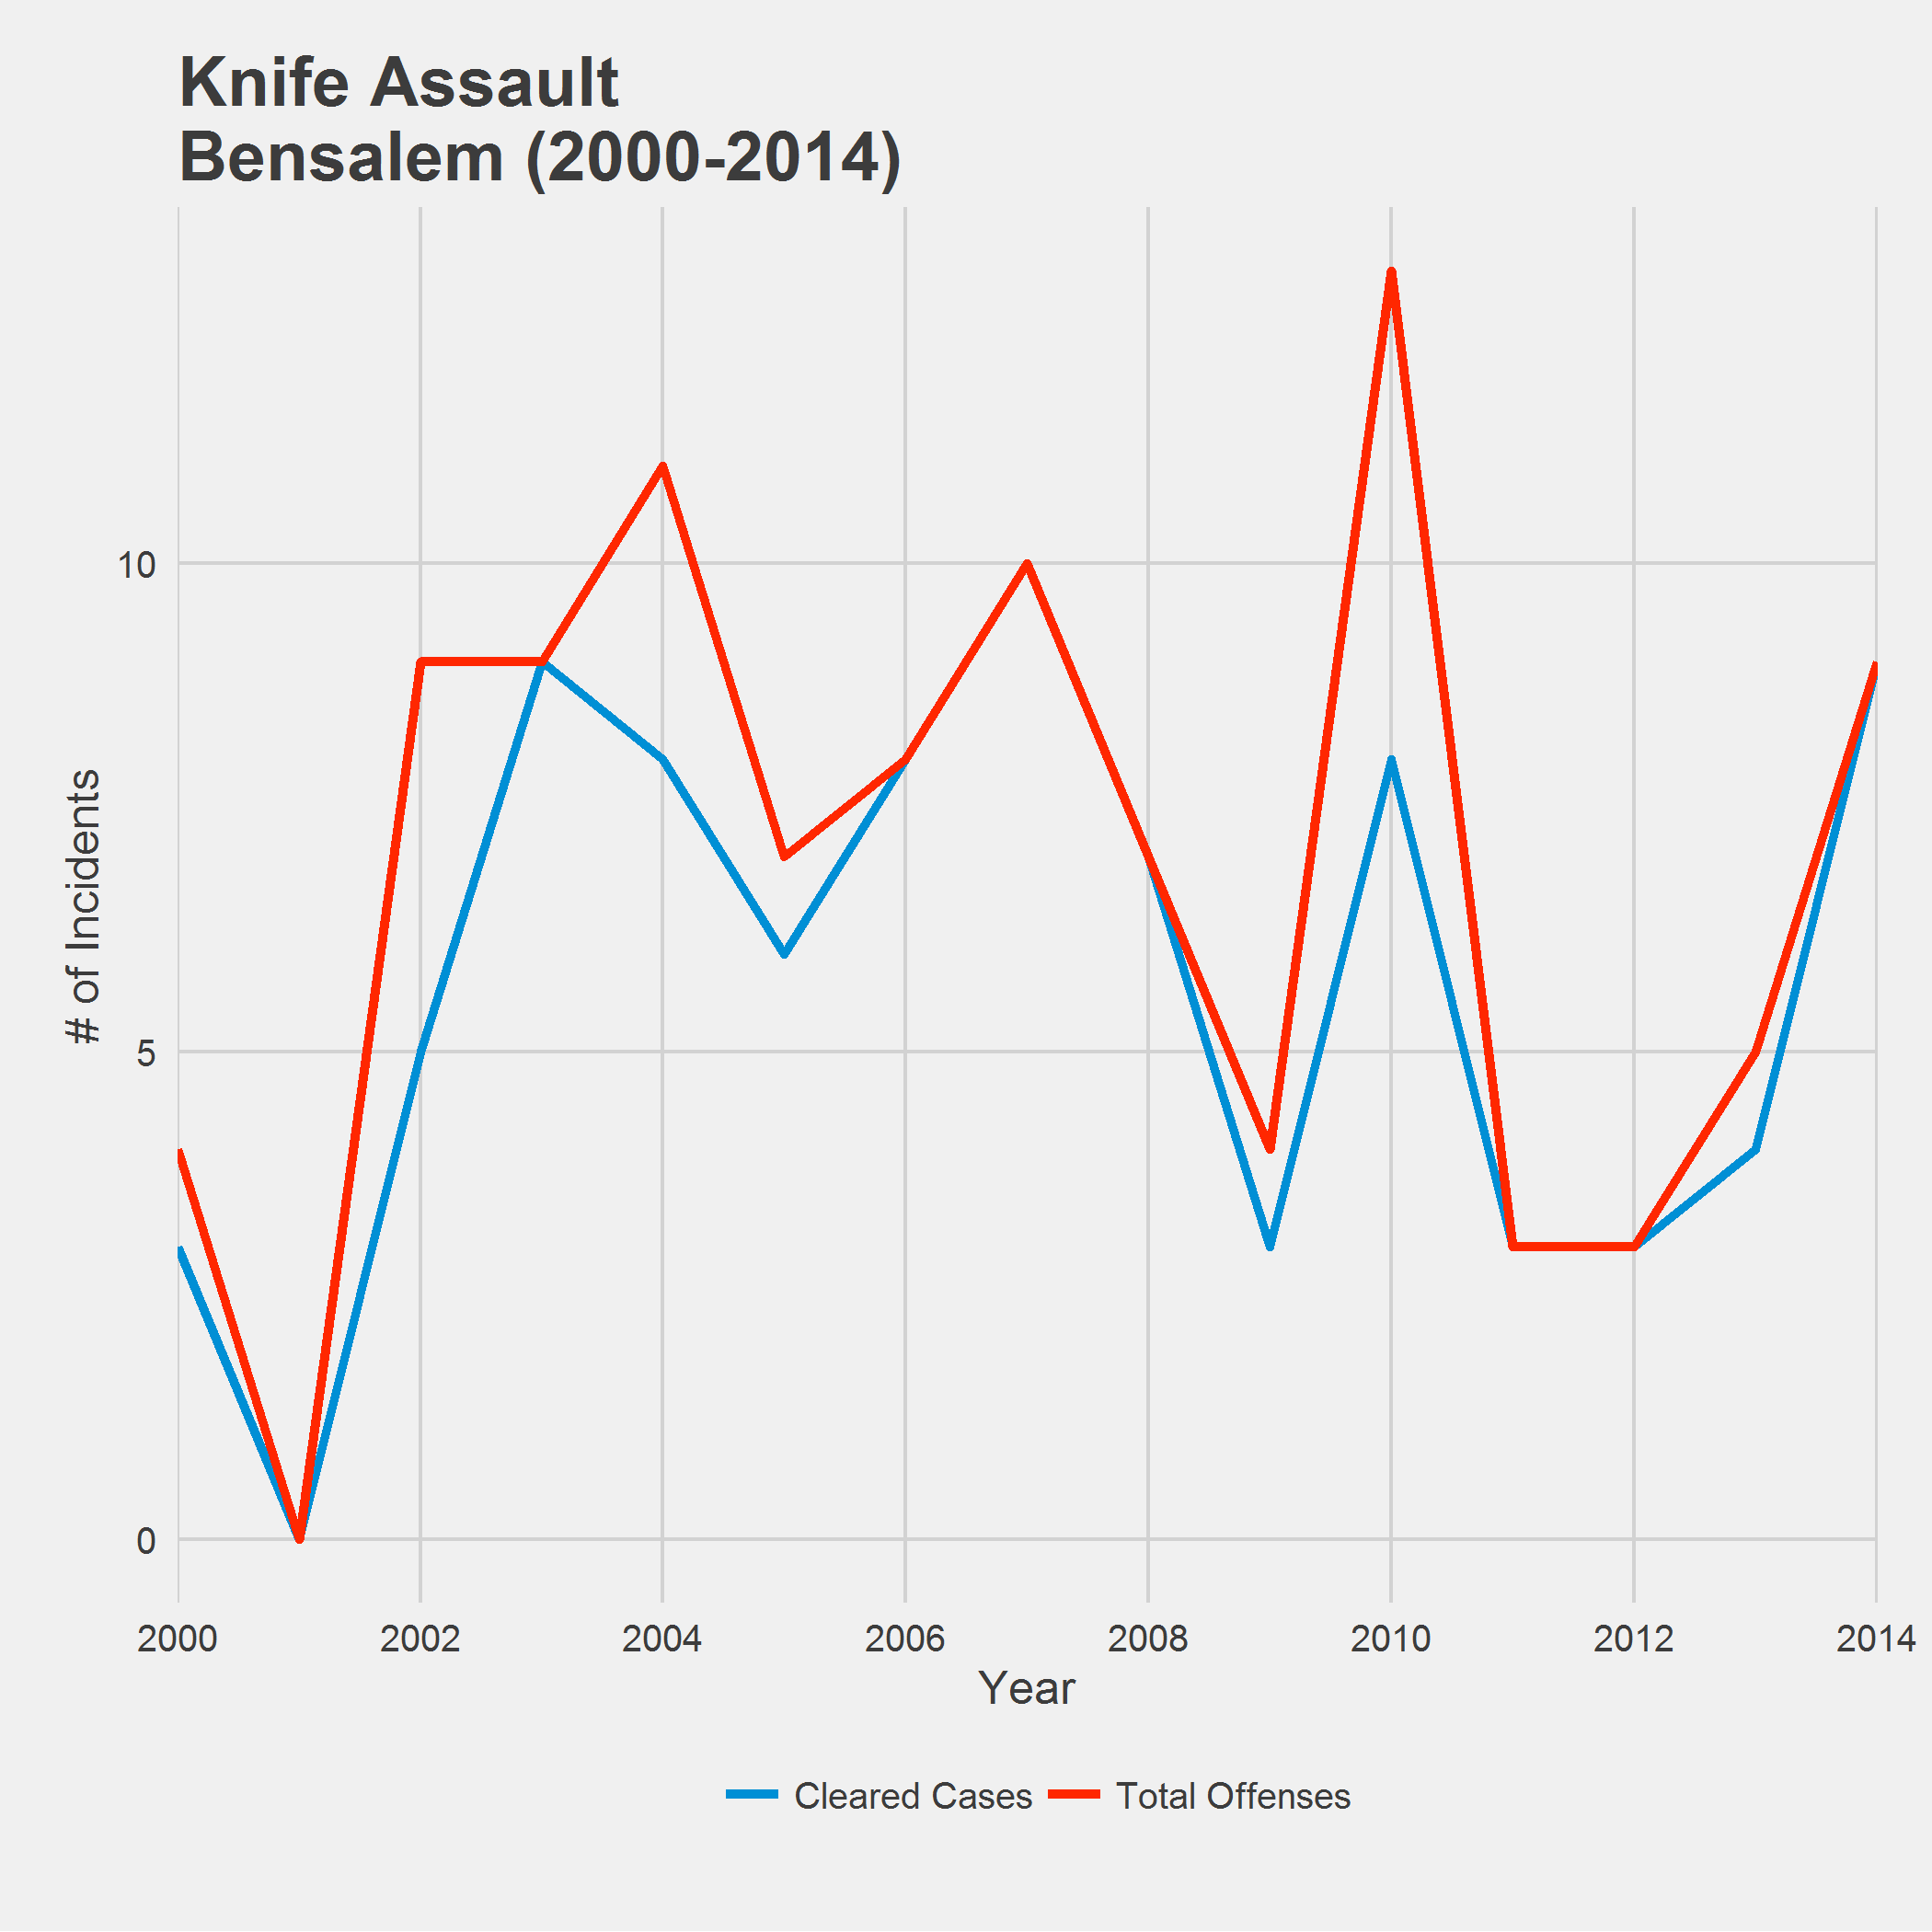 Knife Assault
Bensalem (2000-2014)
# of Incidents
10
5
0
2000 2002 2004 2006 2008 2010 2012 2014
Year
Cleared Cases Total Offenses